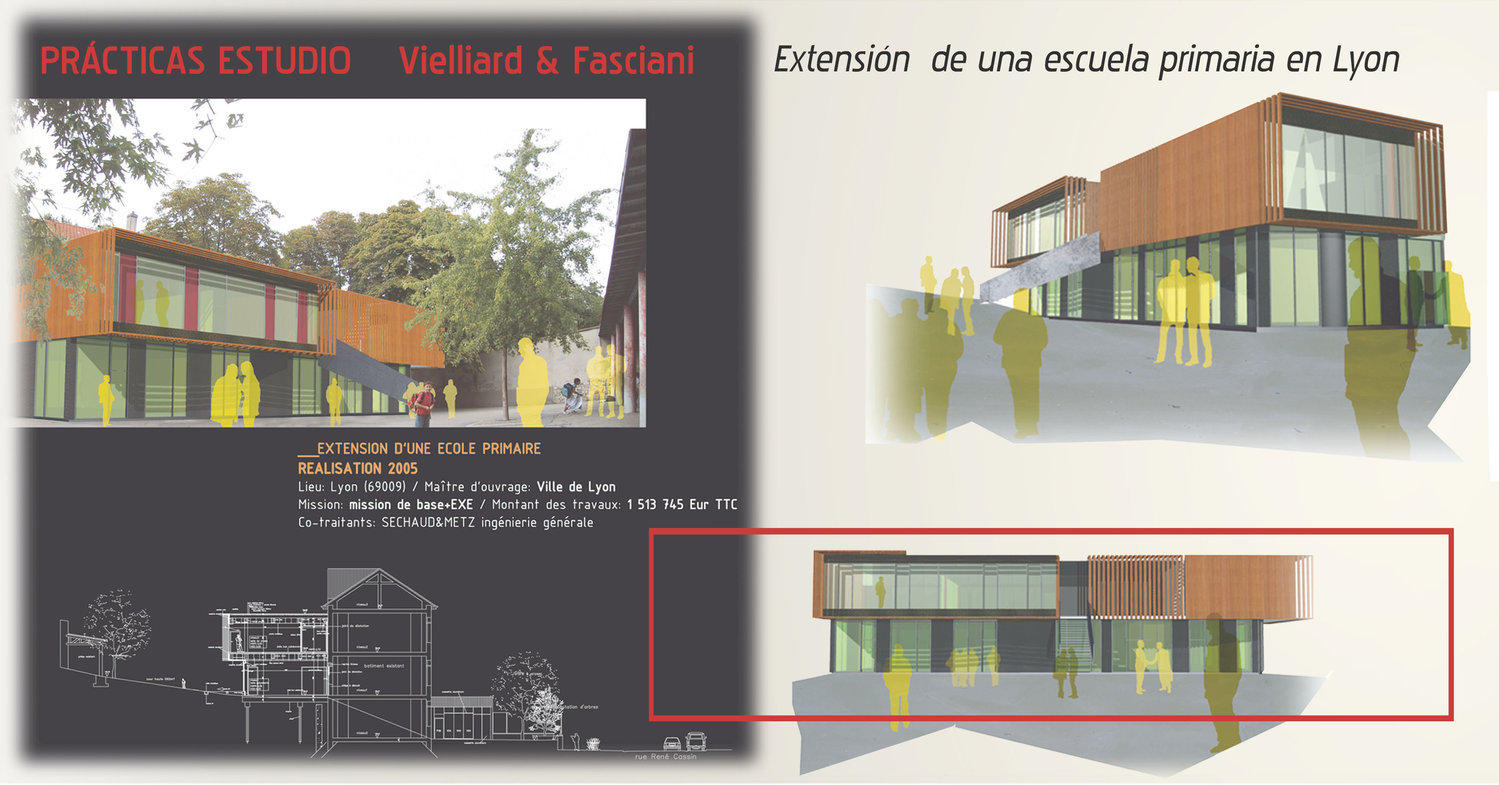 PRÁCTICAS ESTUDIO Vielliard & Fasciani
Extensión de una escuela primaria en Lyon
__EXTENSION D'UNE ECOLE PRIMAIRE
REALISATION 2005
Lieu: Lyon (69009) / Maître d'ouvrage: Ville de Lyon
Mission: mission de base+EXE / Montant des travaux: 1 513 745 Eur TTC
Co-traitants: SECHAUD&METZ ingénierie générale
batiment existant
rue René Cassin